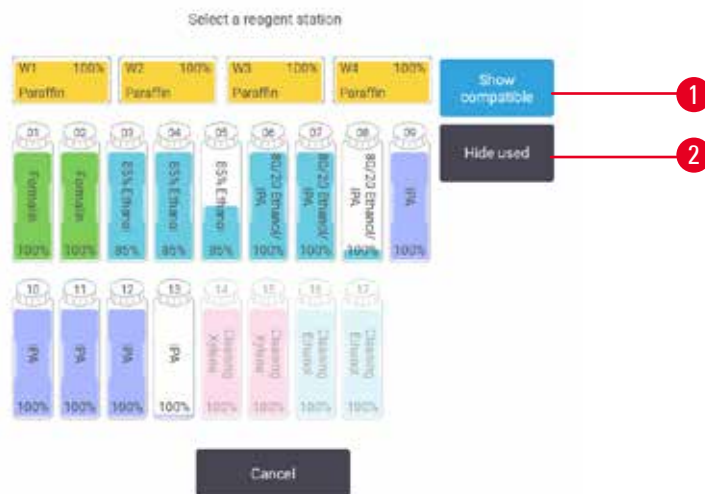 Select a reagent station
W1 100%
Paraffin
W2 100%
Paraffin
W3 100%
Paraffin
W4 100%
Paraffin
Show
compatible
1
Hide used
2
01
Formalin
100%
02
Formalin
100%
03
85% Ethanol
85%
04
85% Ethanol
85%
05
85% Ethanol
85%
06
80/20 Ethanol/
IPA
100%
07
80/20 Ethanol/
IPA
100%
08
80/20 Ethanol/
IPA
100%
09
IPA
100%
10
IPA
100%
11
IPA
100%
12
IPA
100%
13
IPA
100%
14
Cleaning
Xylene
100%
15
Cleaning
Xylene
100%
16
Cleaning
Ethanol
100%
17
Cleaning
Ethanol
100%
Cancel